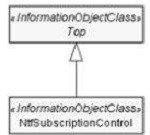 « InformationObjectClass»
Top
« InformationObjectClass»
NtfSubscriptionControl